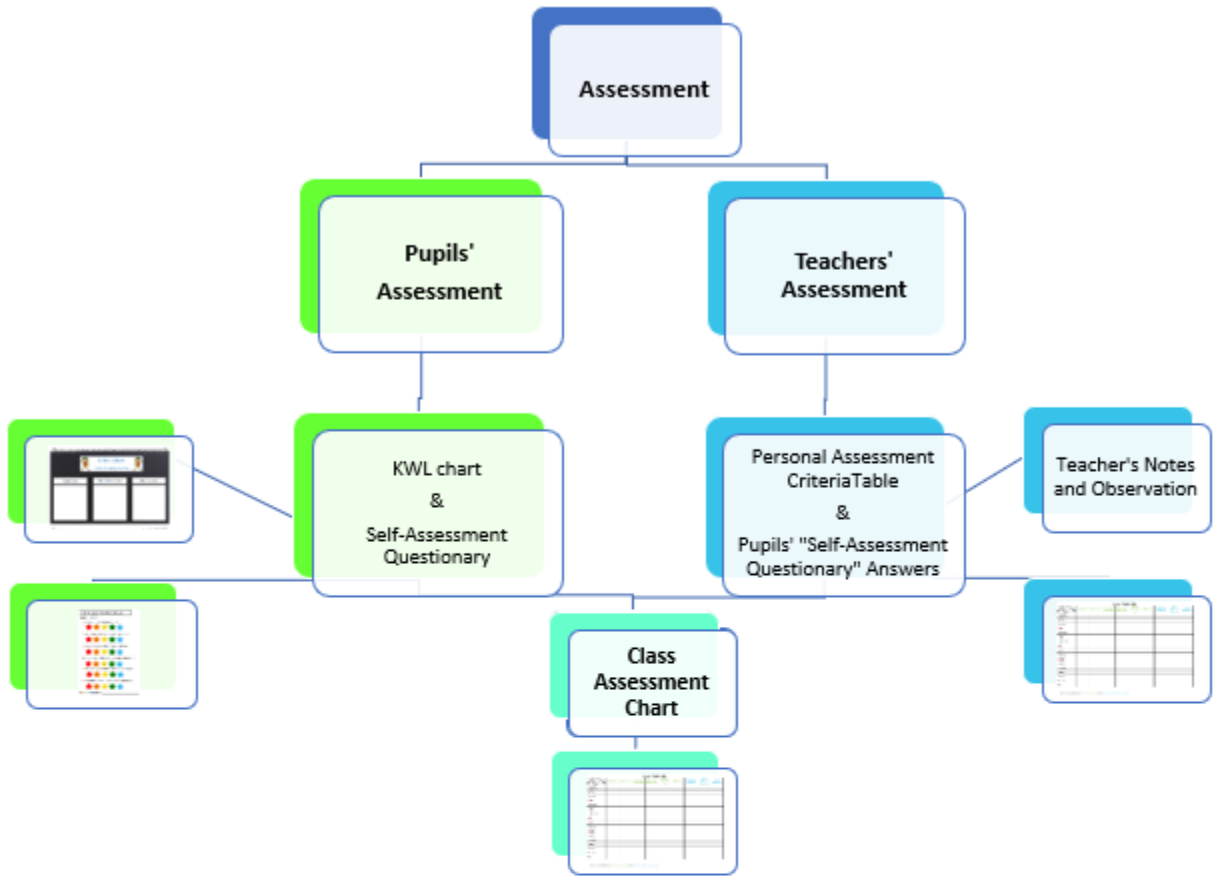 Assessment
Pupils'
Assessment
Teachers'
Assessment
KWL chart
&
Self-Assessment
Questionary
Personal Assessment
CriteriaTable
&
Pupils' "Self-Assessment
Questionary" Answers
Teacher's Notes
and Observation
Class
Assessment
Chart